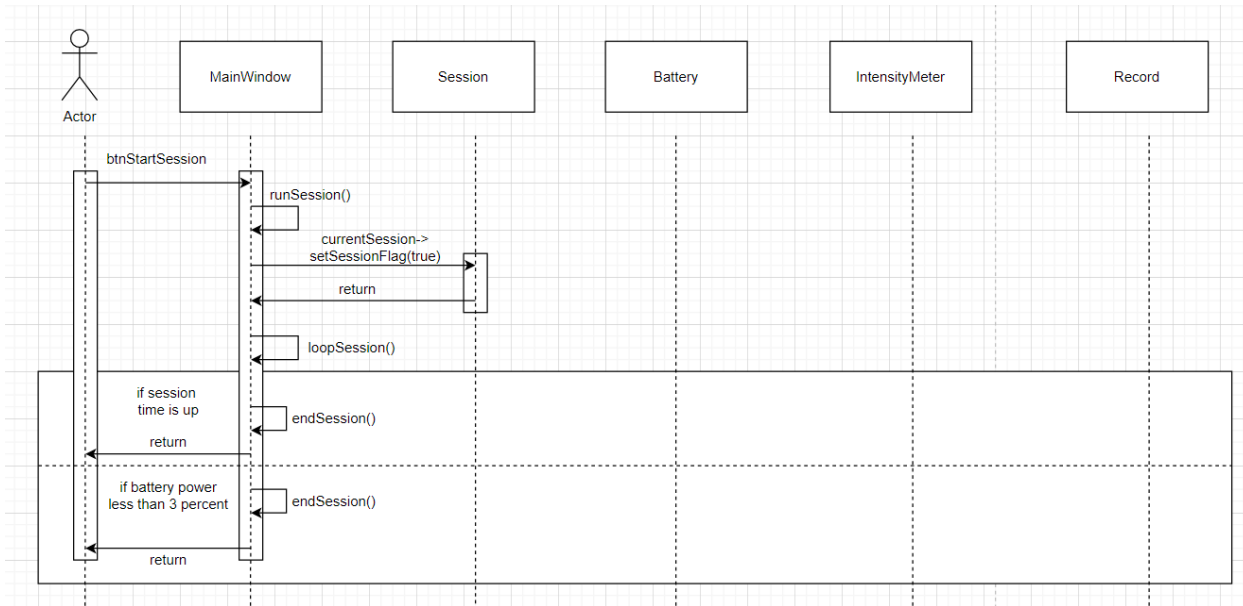 MainWindow
Session
Battery
IntensityMeter
Record
Actor
btnStartSession
runSession()
currentSession->
setSessionFlag(true)
return
loopSession()
if session
time is up
endSession()
return
if battery power
less than 3 percent
endSession()
return